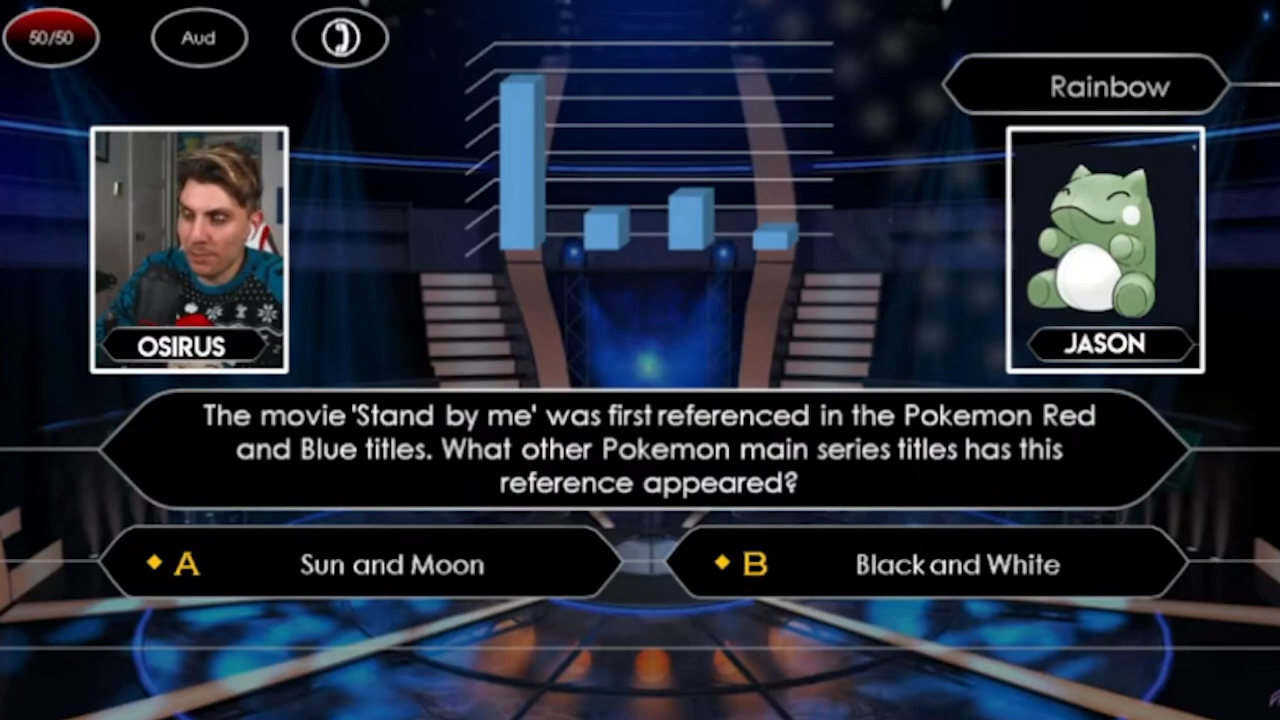 50/50
Aud
Rainbow
OSIRUS
JASON
The movie 'Stand by me' was first referenced in the Pokemon Red
and Blue titles. What other Pokemon main series titles has this
reference appeared?
A Sun and Moon
B Black and White